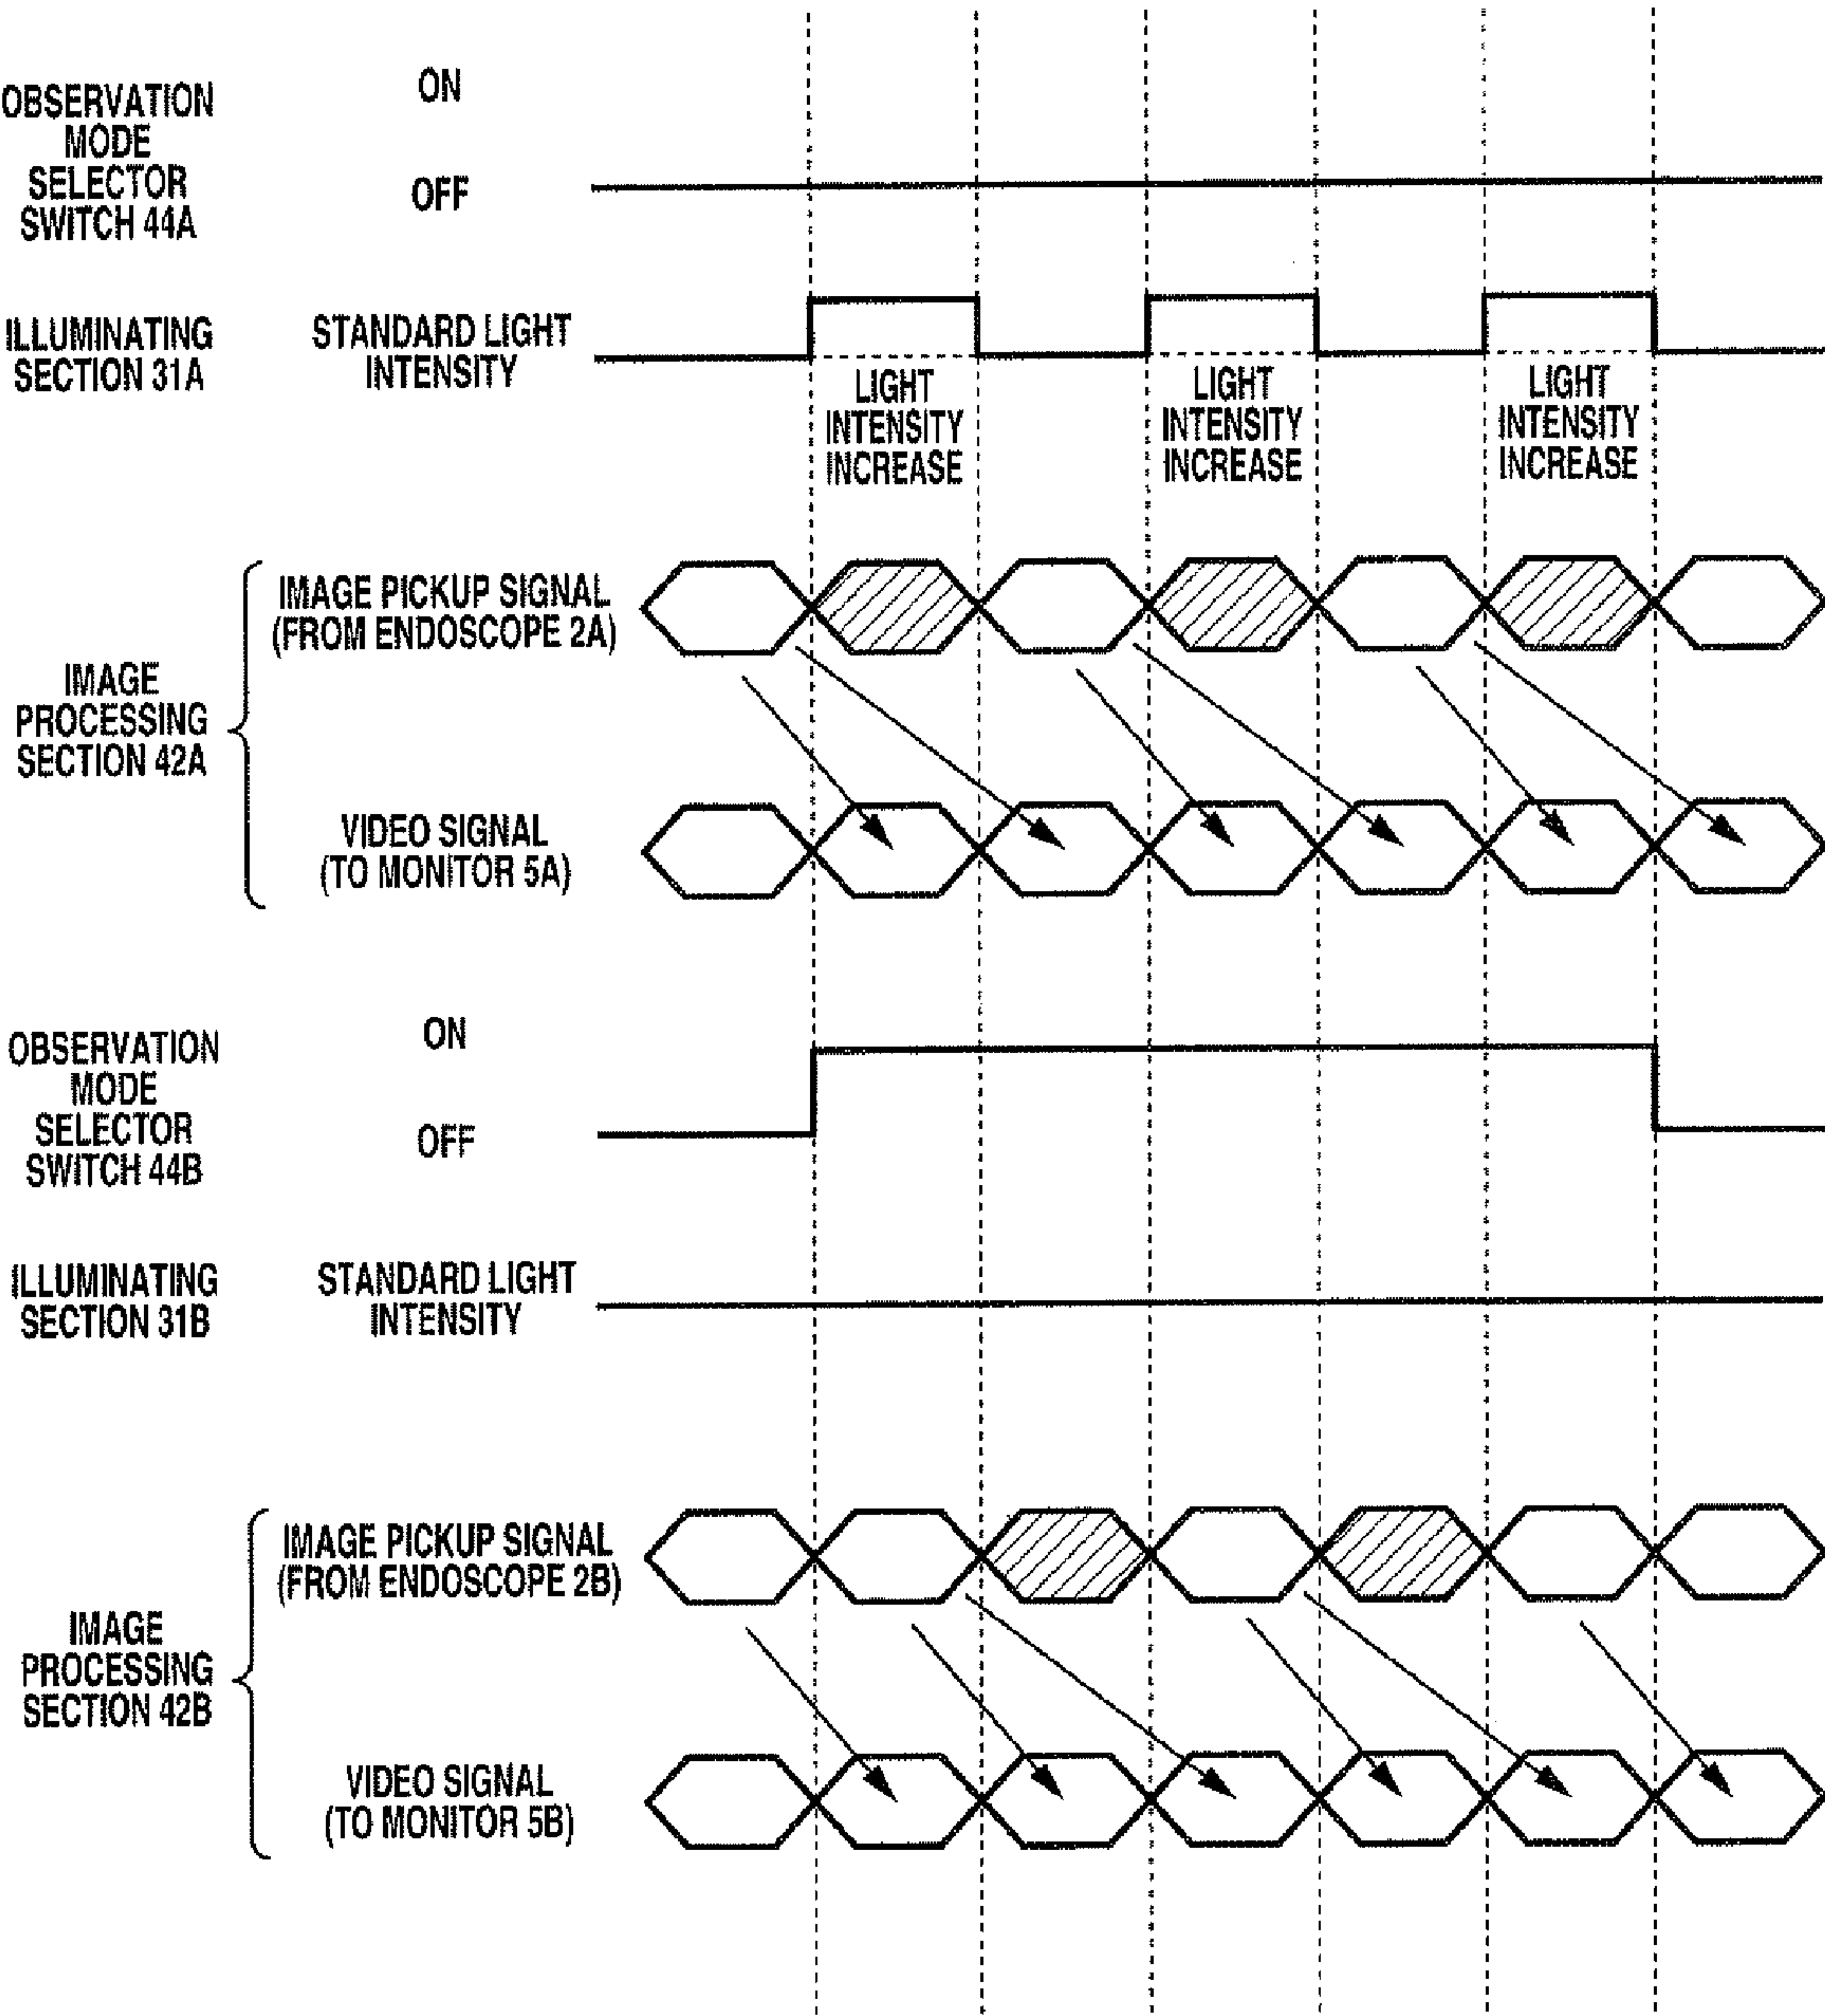 OBSERVATION
MODE
SELECTOR
SWITCH 44A
ON
OFF
ILLUMINATING
SECTION 31A
STANDARD LIGHT
INTENSITY
LIGHT
INTENSITY
INCREASE
LIGHT
INTENSITY
INCREASE
LIGHT
INTENSITY
INCREASE
IMAGE
PROCESSING
SECTION 42A
IMAGE PICKUP SIGNAL
(FROM ENDOSCOPE 2A)
VIDEO SIGNAL
(TO MONITOR 5A)
OBSERVATION
MODE
SELECTOR
SWITCH 44B
ON
OFF
ILLUMINATING
SECTION 31B
STANDARD LIGHT
INTENSITY
IMAGE
PROCESSING
SECTION 42B
IMAGE PICKUP SIGNAL
(FROM ENDOSCOPE 2B)
VIDEO SIGNAL
(TO MONITOR 5B)